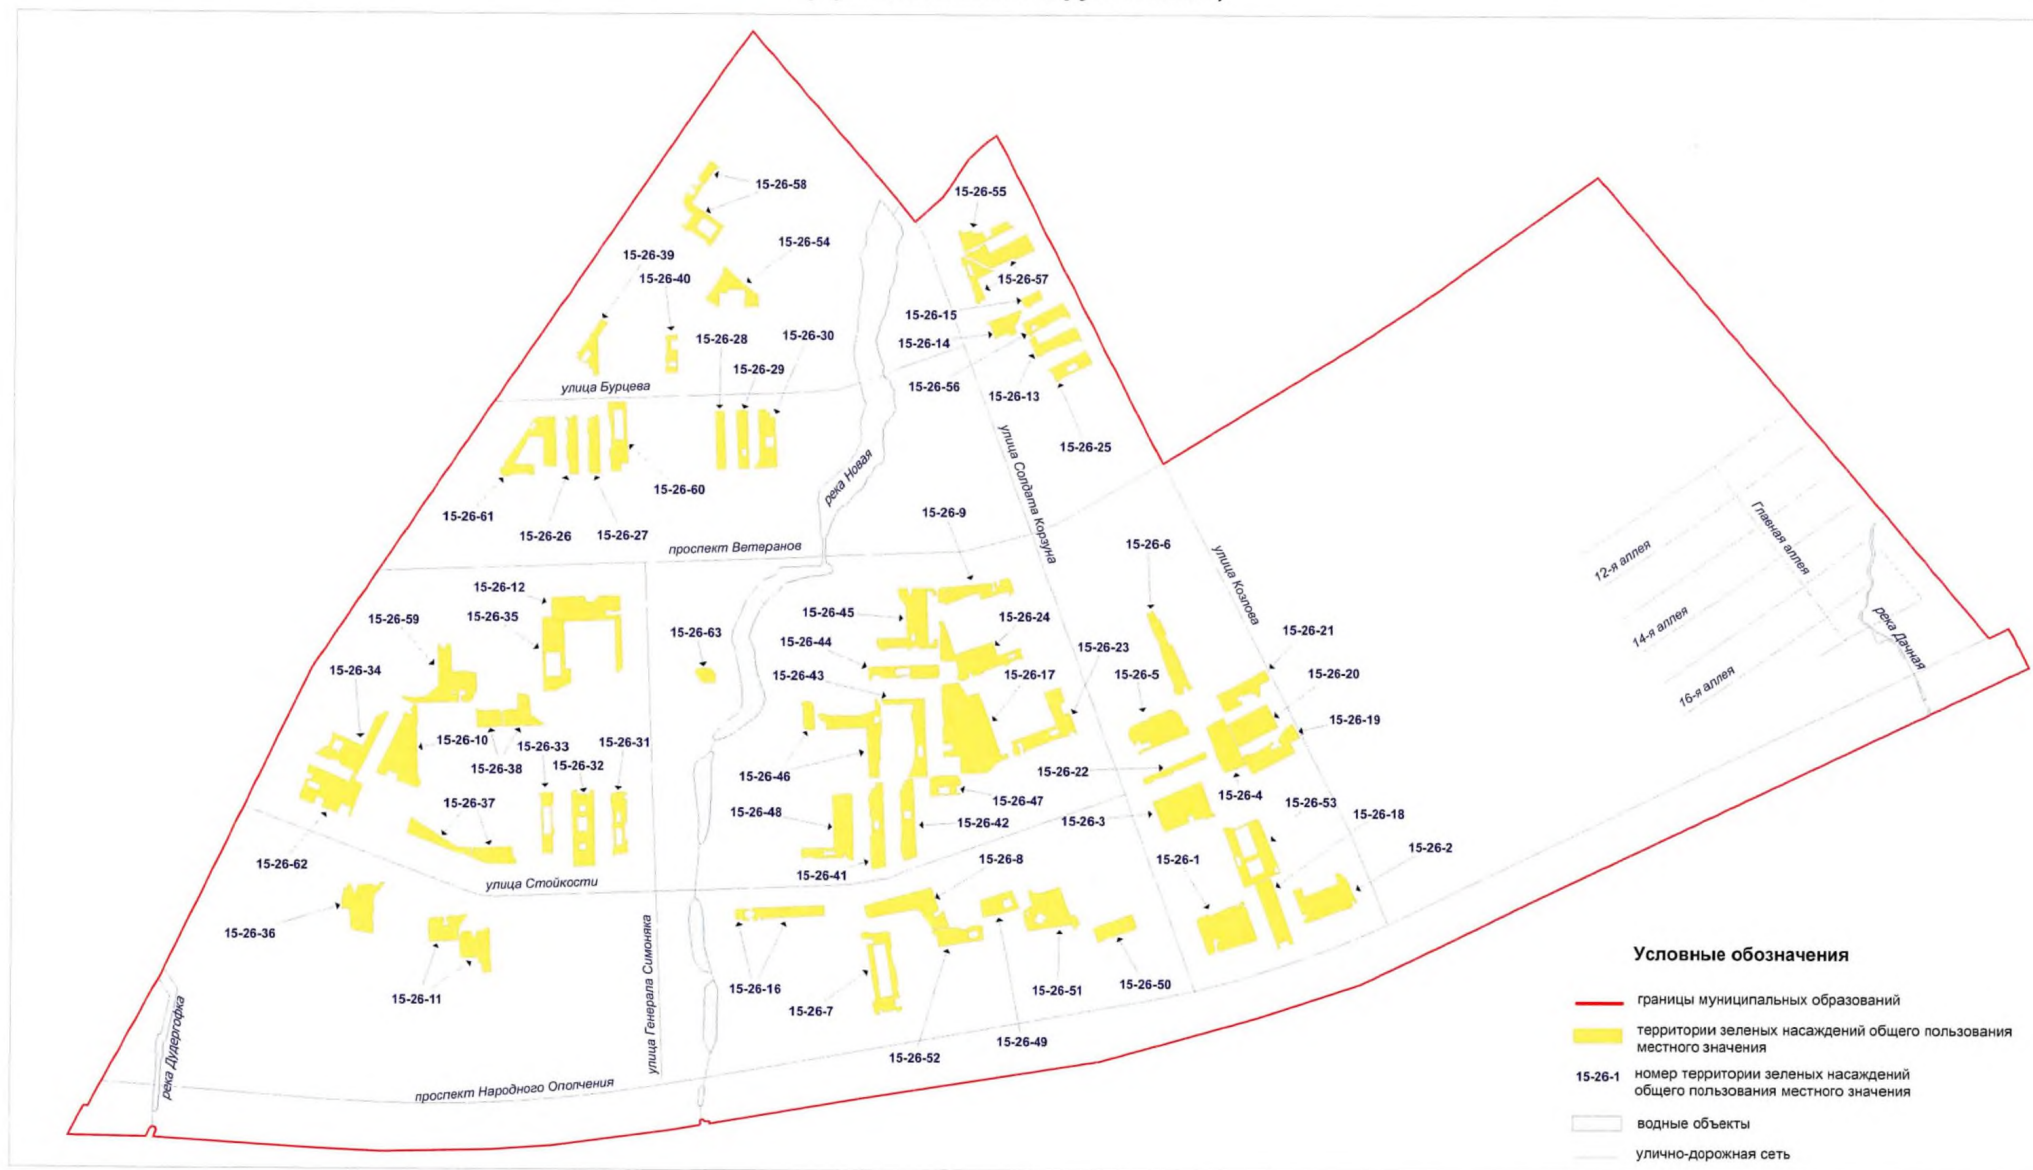 15-26-58
15-26-55
15-26-54
15-26-39
15-26-40
15-26-57
15-26-15
15-26-28
15-26-30
15-26-14
15-26-29
улица Бурцева
15-26-56
15-26-13
15-26-25
улица Солдата Корзуна
река Новая
15-26-60
15-26-61
15-26-26
15-26-27
15-26-9
проспект Ветеранов
15-26-6
улица Козлова
Главная аллея
12-я аллея
14-я аллея
16-я аллея
река Дачная
15-26-12
15-26-35
15-26-59
15-26-63
15-26-45
15-26-24
15-26-44
15-26-23
15-26-21
15-26-34
15-26-43
15-26-17
15-26-5
15-26-20
15-26-19
15-26-10
15-26-33
15-26-31
15-26-38
15-26-32
15-26-46
15-26-22
15-26-47
15-26-4
15-26-53
15-26-37
15-26-48
15-26-42
15-26-3
15-26-18
15-26-62
15-26-41
15-26-8
15-26-1
15-26-2
улица Стойкости
15-26-36
15-26-11
улица Генерала Симоняка
15-26-16
15-26-7
15-26-51
15-26-50
15-26-49
15-26-52
река Дудергофка
проспект Народного Ополчения
Условные обозначения
границы муниципальных образований
территории зеленых насаждений общего пользования
местного значения
15-26-1 номер территории зеленых насаждений
общего пользования местного значения
водные объекты
улично-дорожная сеть